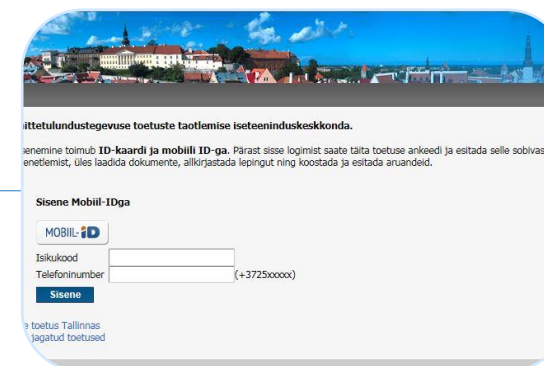 ittetulundustegevuse toetuste taotlemise iseteeninduskeskkonda.
enemine toimub ID-kaardi ja mobiili ID-ga. Pärast sisse logimist saate täita toetuse ankeedi ja esitada selle sobivas
enetlemist, üles laadida dokumente, allkirjastada lepingut ning koostada ja esitada aruandeid.
Sisene Mobiil-IDga
MOBIIL-iD
Isikukood
Telefoninumber (+3725xxxxx)
Sisene
e toetus Tallinnas
jagatud toetused